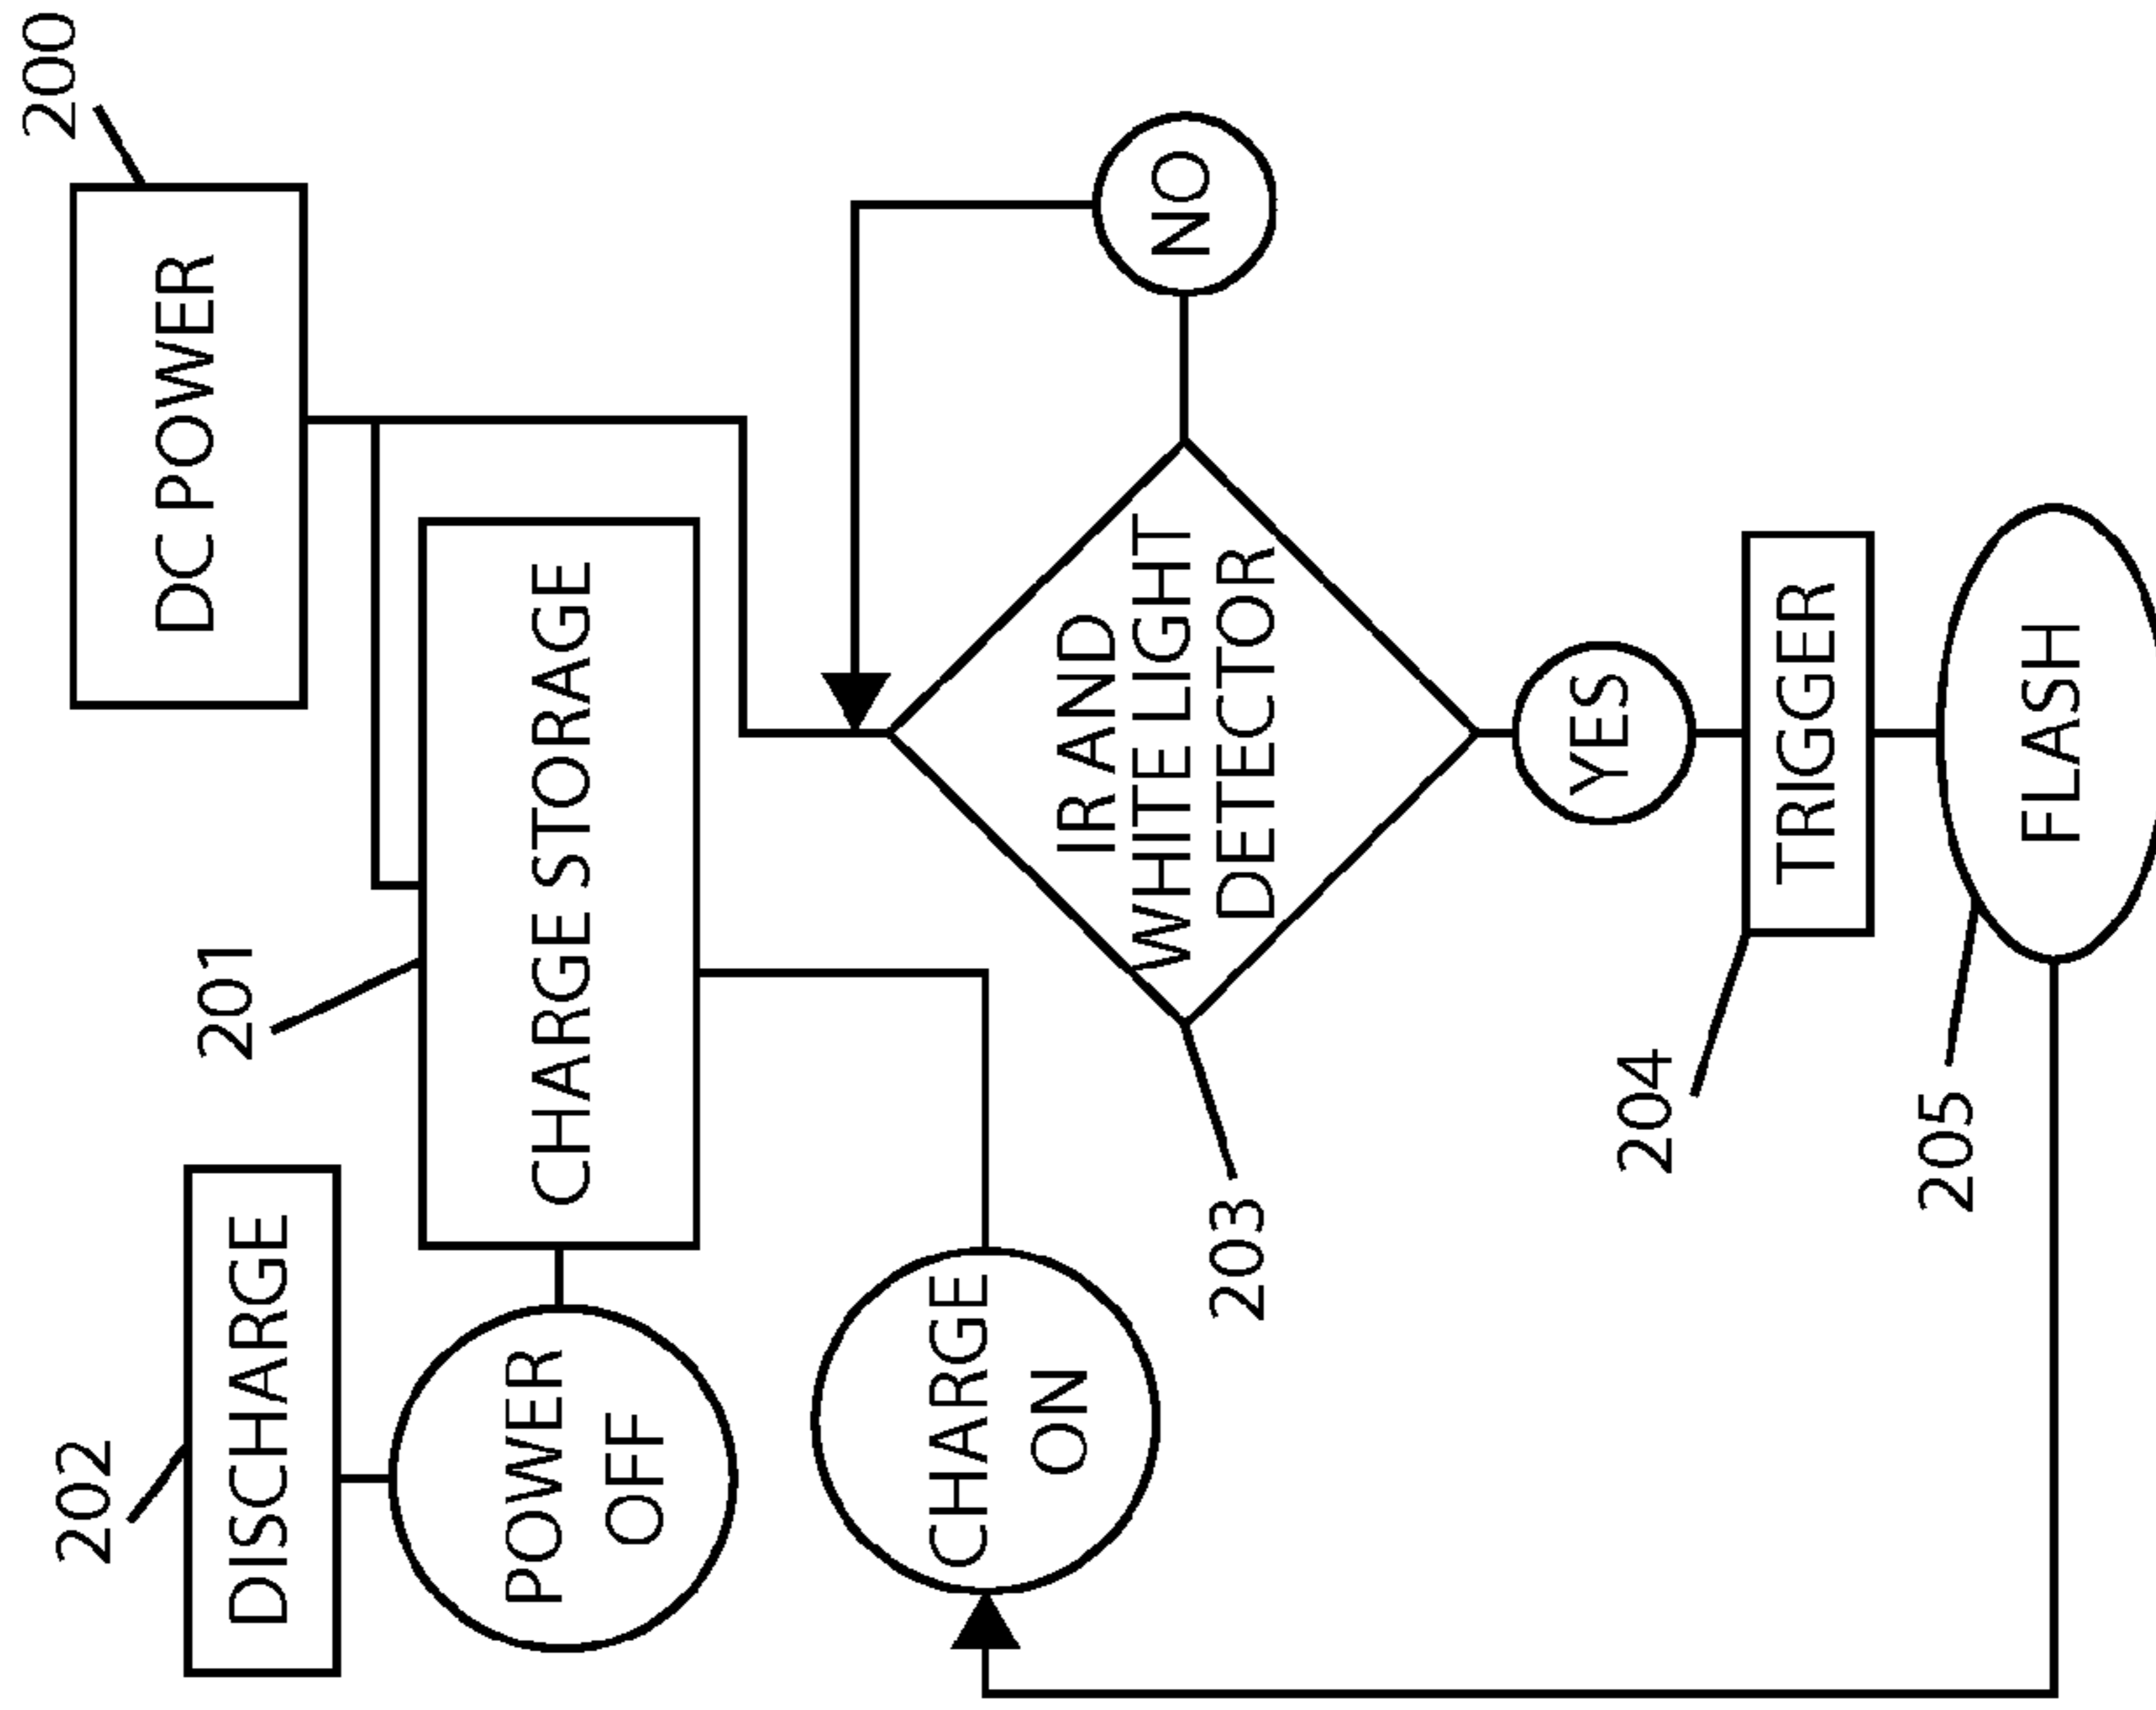 200
DC POWER
201
CHARGE STORAGE
202
DISCHARGE
POWER
OFF
CHARGE
ON
NO
IR AND
WHITE LIGHT
DETECTOR
203
YES
TRIGGER
204
FLASH
205